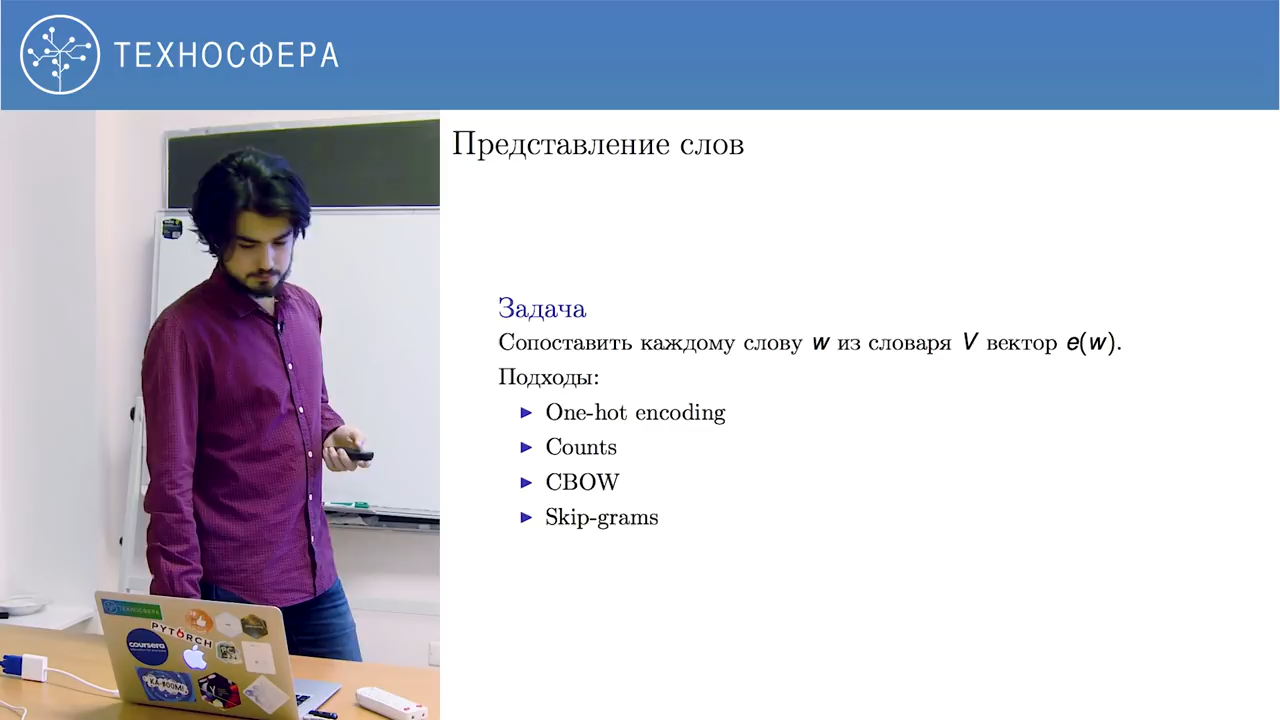 ТЕХНОСФЕРА
Представление слов
Задача
Сопоставить каждому слову w из словаря V вектор e(w).
Подходы:
▶ One-hot encoding
▶ Counts
▶ CBOW
▶ Skip-grams
ТЕХНОСФЕРА
PYTORCH
coursera